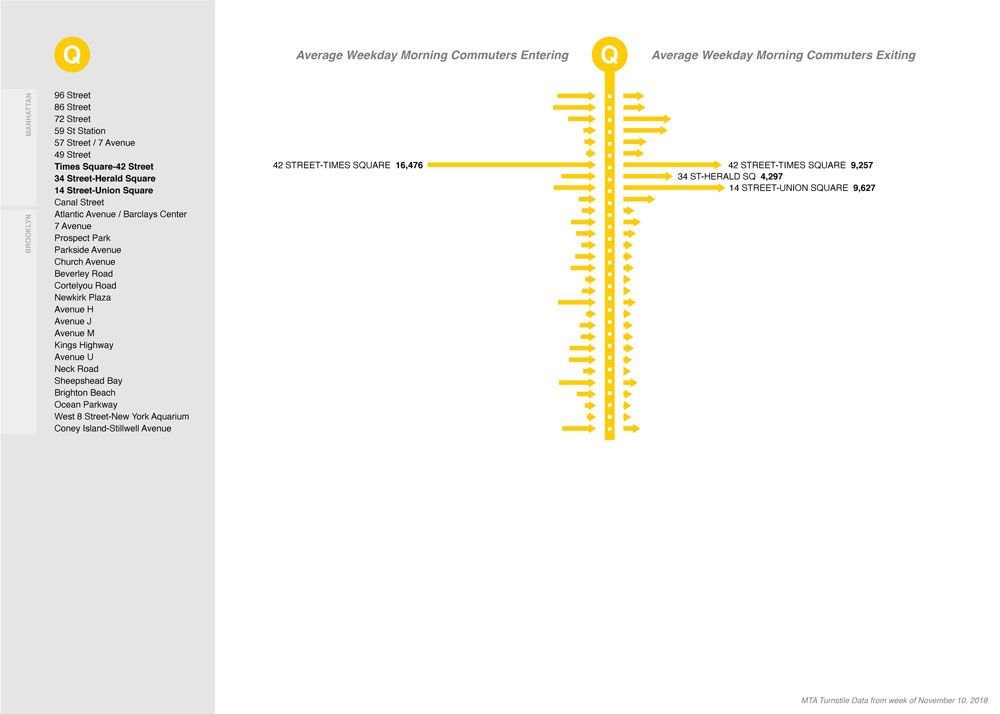 Q
MANHATTAN
96 Street
86 Street
72 Street
59 St Station
57 Street / 7 Avenue
49 Street
Times Square-42 Street
34 Street-Herald Square
14 Street-Union Square
Canal Street
BROOKLYN
Atlantic Avenue / Barclays Center
7 Avenue
Prospect Park
Parkside Avenue
Church Avenue
Beverley Road
Cortelyou Road
Newkirk Plaza
Avenue H
Avenue J
Avenue M
Kings Highway
Avenue U
Neck Road
Sheepshead Bay
Brighton Beach
Ocean Parkway
West 8 Street-New York Aquarium
Coney Island-Stillwell Avenue
Average Weekday Morning Commuters Entering
Q
Average Weekday Morning Commuters Exiting
42 STREET-TIMES SQUARE 16,476
42 STREET-TIMES SQUARE 9,257
34 ST-HERALD SQ 4,297
14 STREET-UNION SQUARE 9,627
MTA Turnstile Data from week of November 10, 2018